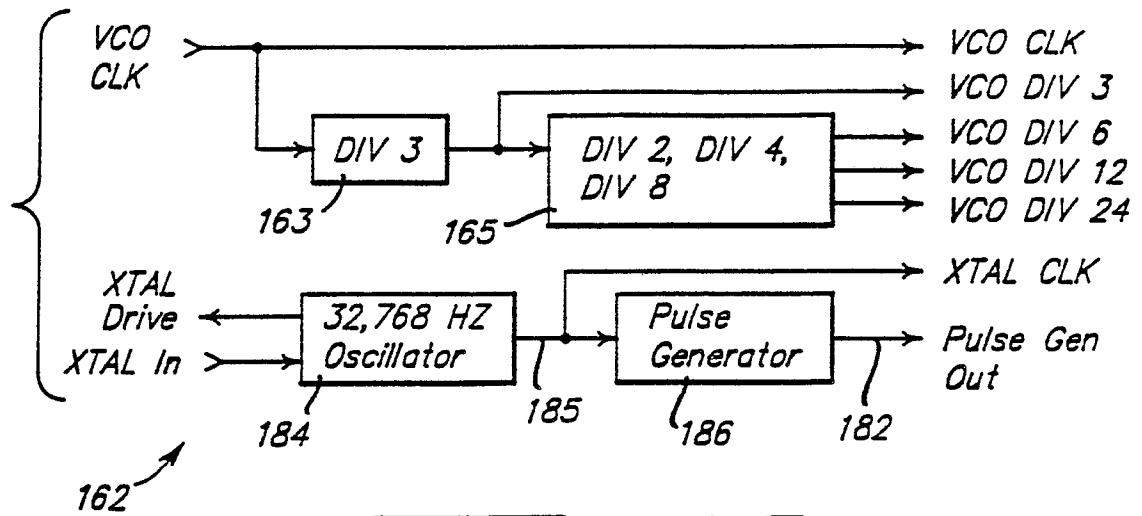 VCO
CLK
VCO CLK
VCO DIV 3
DIV 3
DIV 2, DIV 4,
DIV 8
VCO DIV 6
VCO DIV 12
VCO DIV 24
163
165
XTAL
Drive
XTAL In
32,768 HZ
Oscillator
Pulse
Generator
XTAL CLK
Pulse Gen
Out
184
185
186
182
162